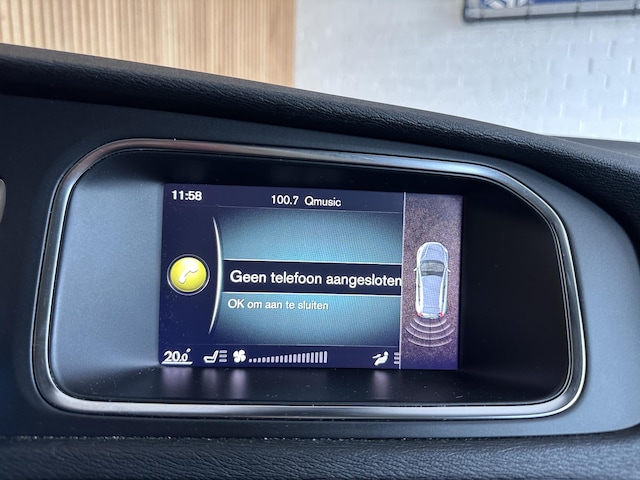 11:58
100.7 Qmusic
Geen telefoon aangesloten
OK om aan te sluiten
20.0°